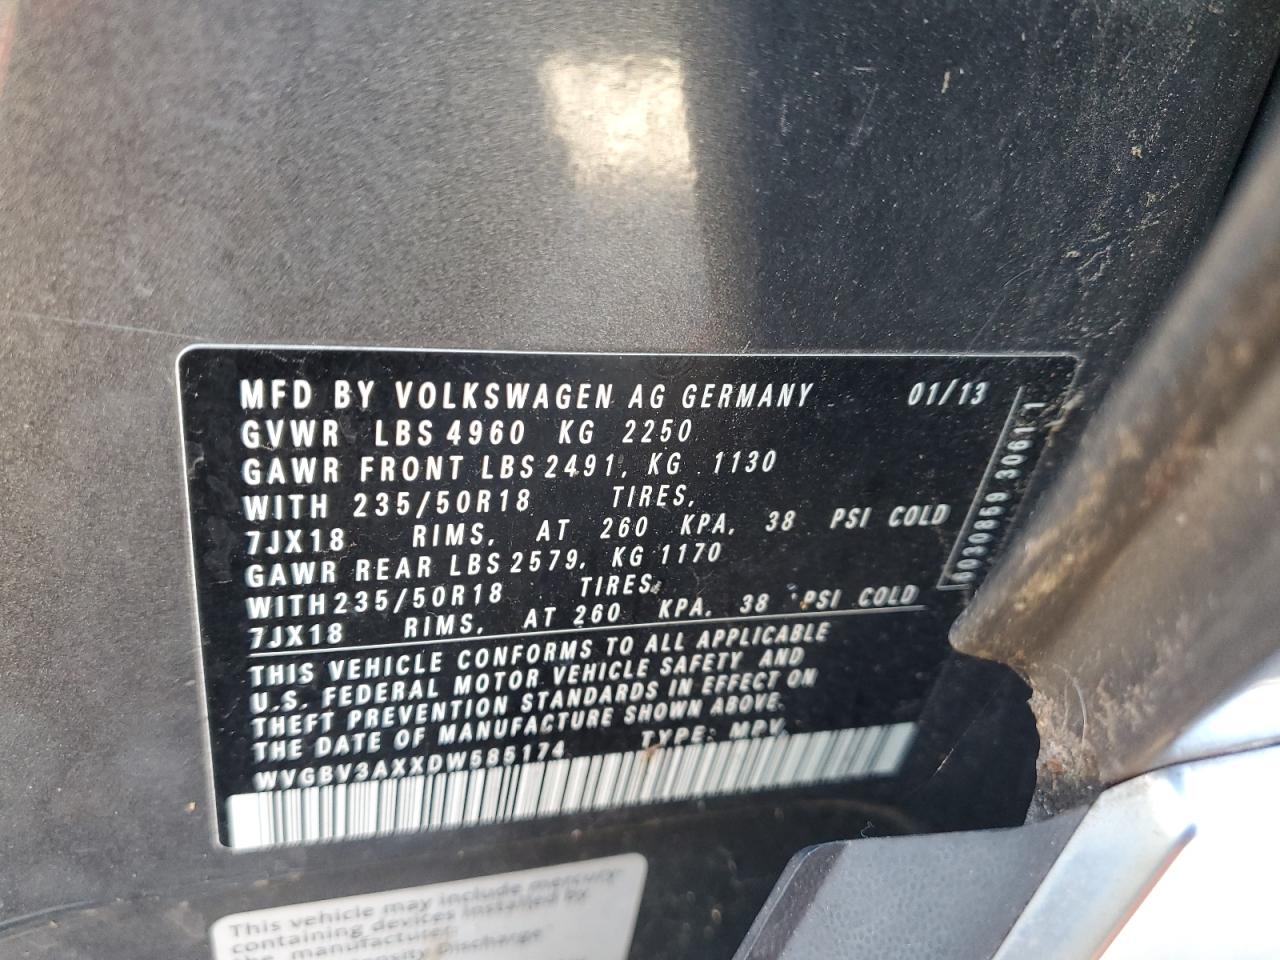 MFD BY VOLKSWAGEN AG GERMANY 01/13
GVWR LBS 4960 KG 2250
GAWR FRONT LBS 2491, KG 1130
WITH 235/50R18 TIRES,
7JX18 RIMS, AT 260 KPA, 38 PSI COLD
GAWR REAR LBS 2579, KG 1170
WITH 235/50R18 TIRES,
7JX18 RIMS, AT 260 KPA, 38 PSI COLD
THIS VEHICLE CONFORMS TO ALL APPLICABLE
U.S. FEDERAL MOTOR VEHICLE SAFETY AND
THEFT PREVENTION STANDARDS IN EFFECT ON
THE DATE OF MANUFACTURE SHOWN ABOVE.
WVGBV3AXXDW585174 TYPE: MPV
This vehicle may include mercury-
containing devices installed by
the manufacturer:
Discharge